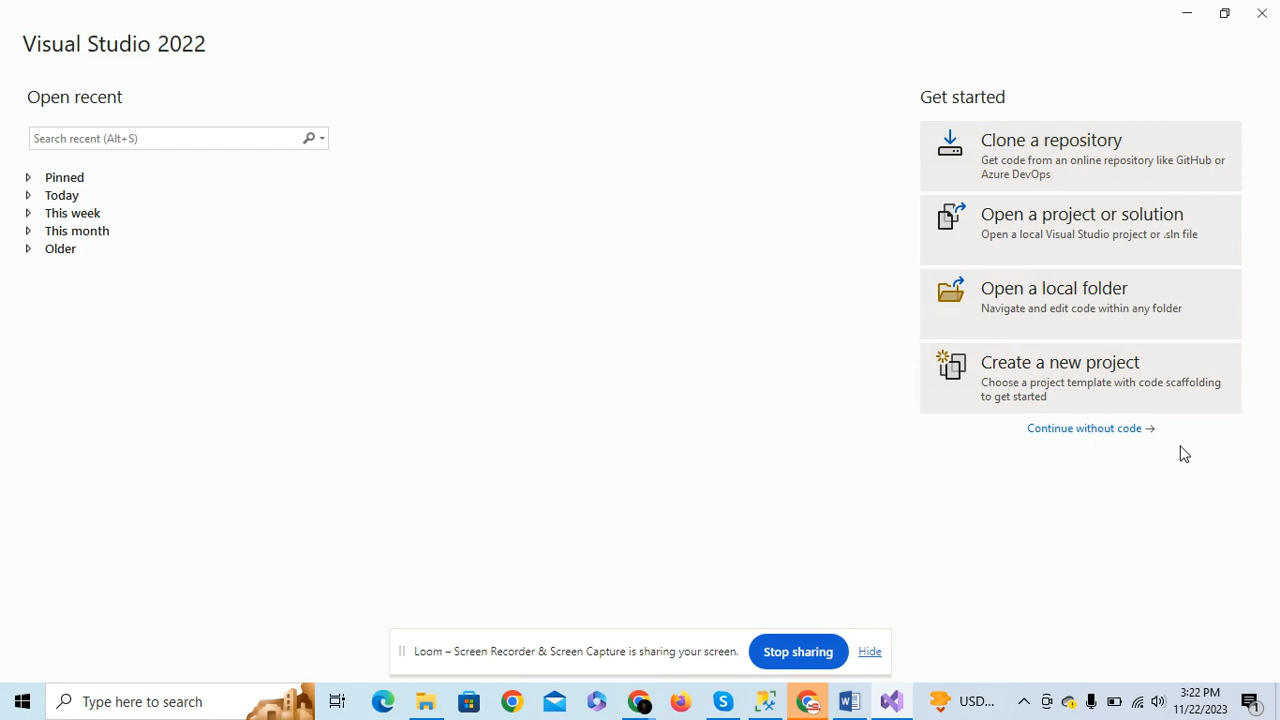 Visual Studio 2022
Open recent
Search recent (Alt+S)
Pinned
Today
This week
This month
Older
Get started
Clone a repository
Get code from an online repository like GitHub or
Azure DevOps
Open a project or solution
Open a local Visual Studio project or .sln file
Open a local folder
Navigate and edit code within any folder
Create a new project
Choose a project template with code scaffolding
to get started
Continue without code →
Loom – Screen Recorder & Screen Capture is sharing your screen.
Stop sharing
Hide
Type here to search
USD...
3:22 PM
11/22/2023
1